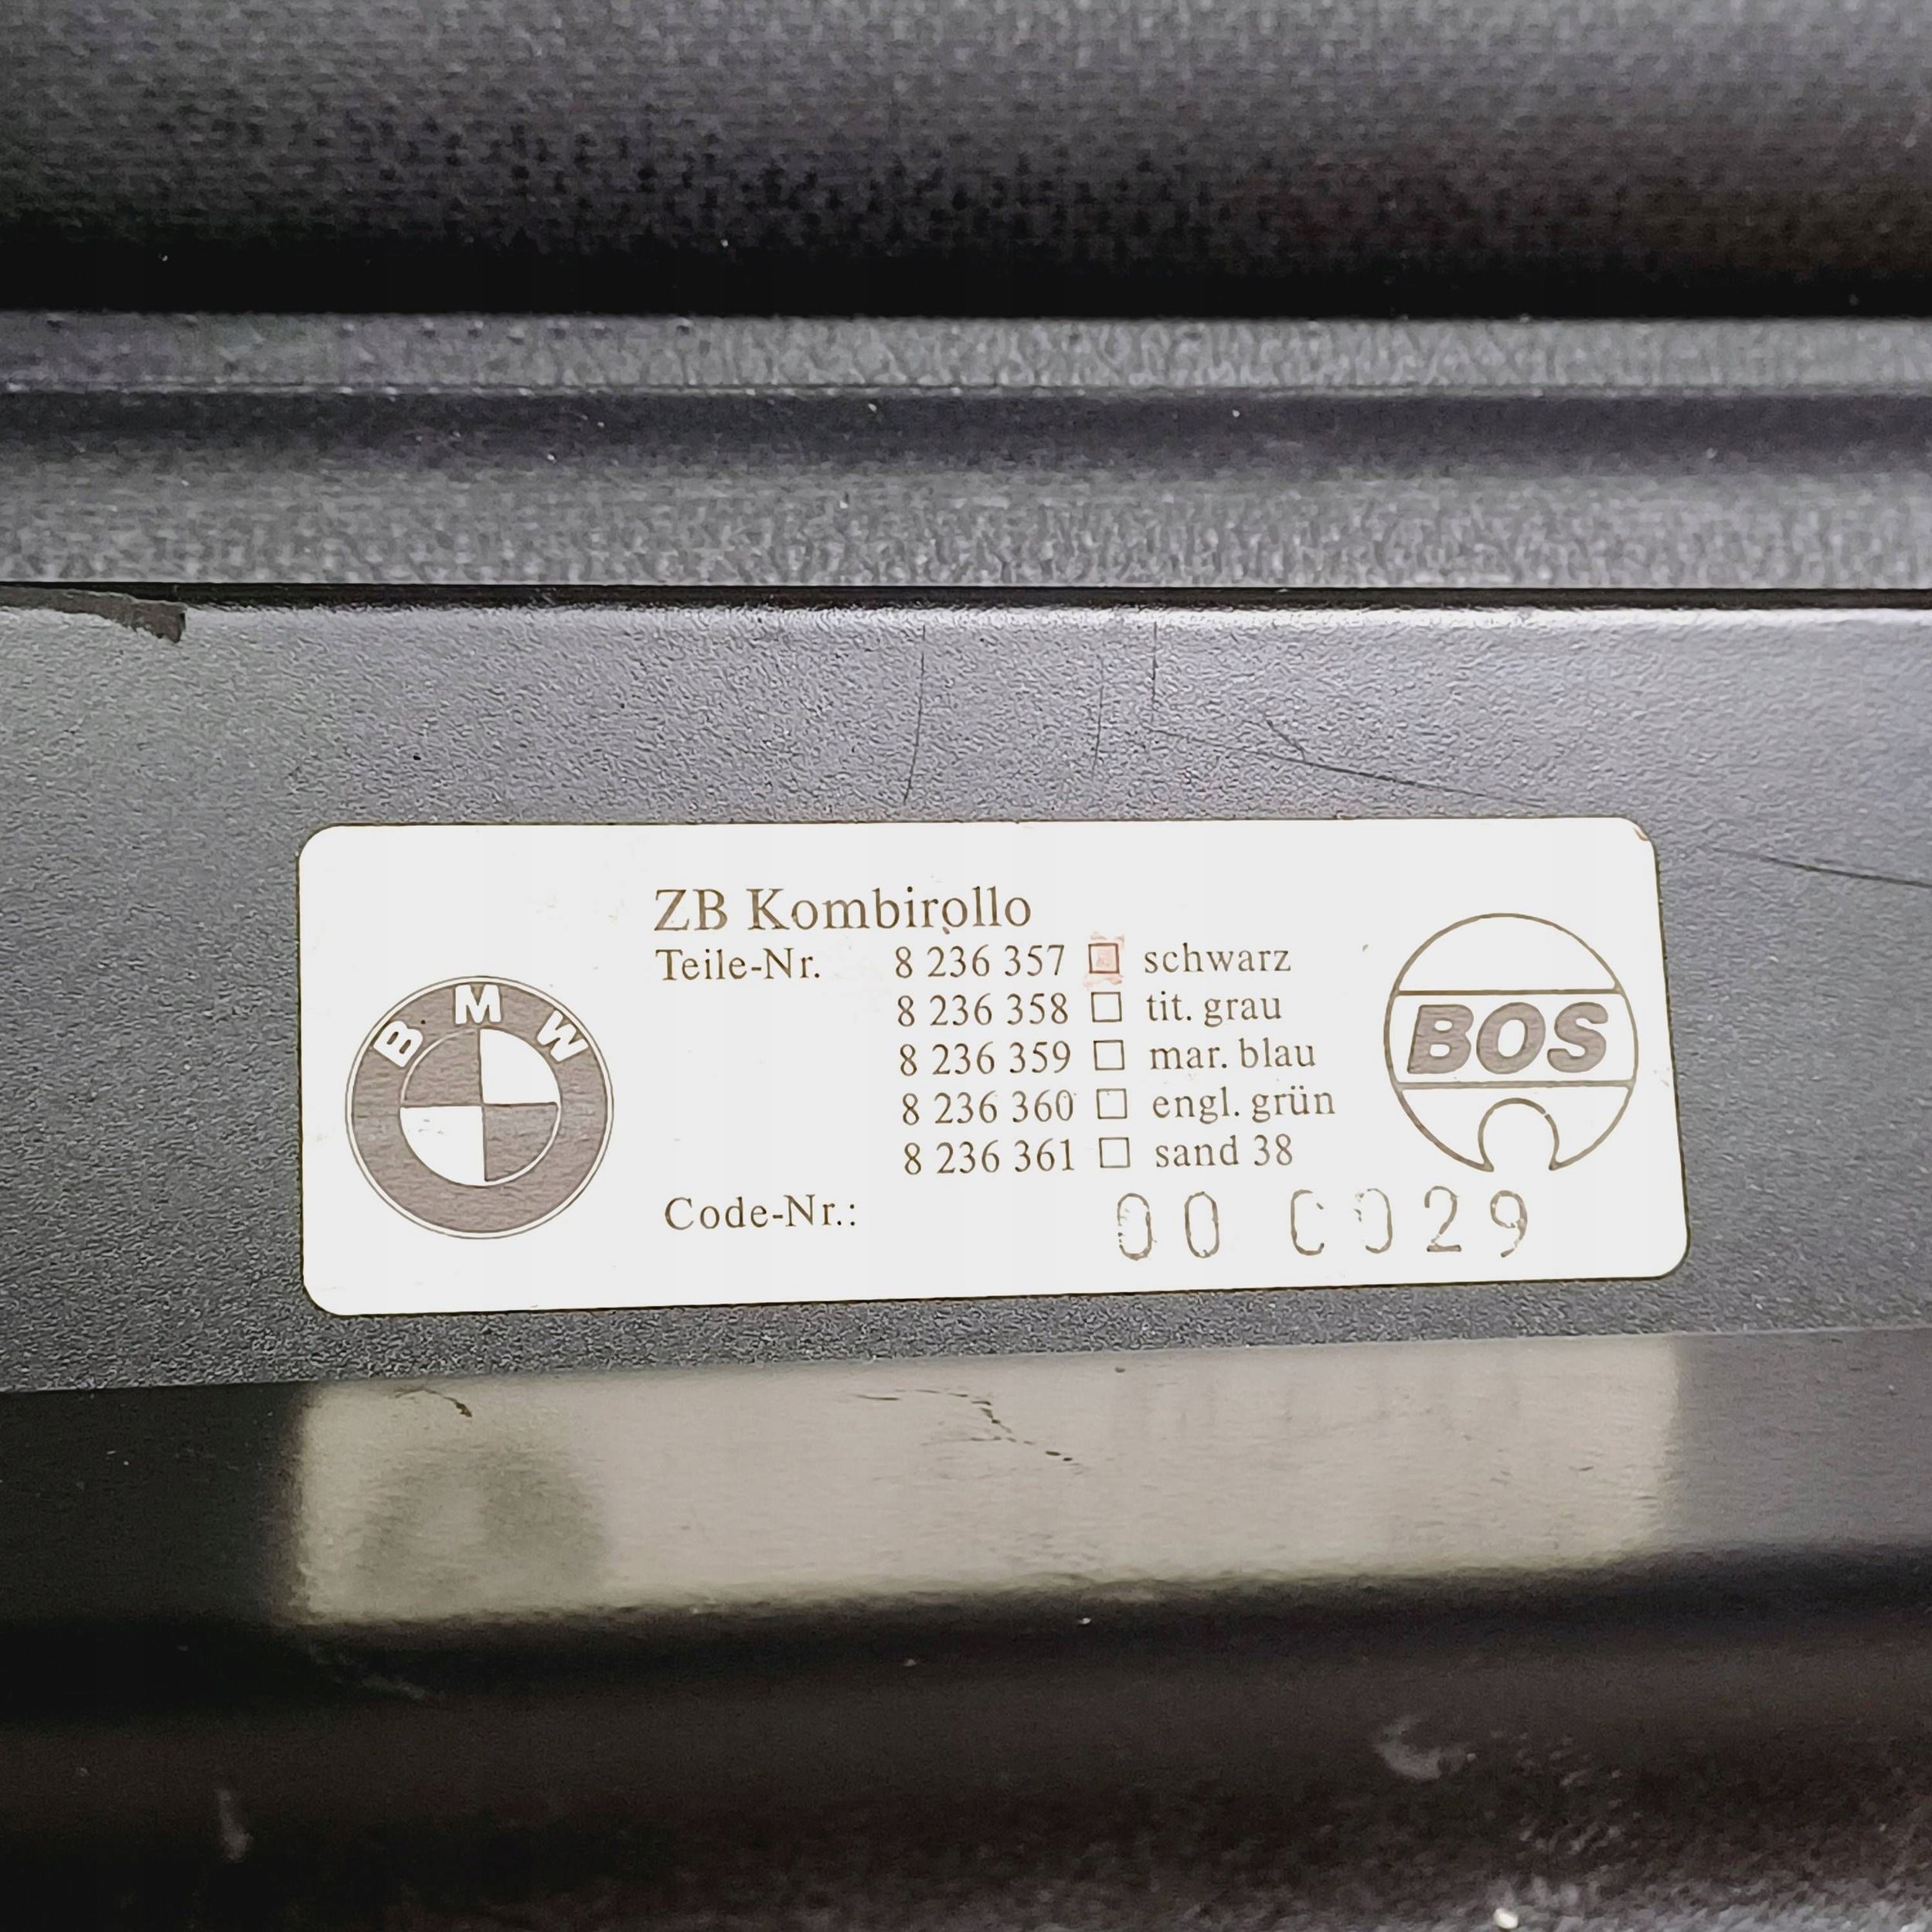 ZB Kombirollo
Teile-Nr. 8 236 357 □ schwarz
8 236 358 □ tit. grau
8 236 359 □ mar. blau
8 236 360 □ engl. grün
8 236 361 □ sand 38
Code-Nr.: 00 0029
BMW
BOS